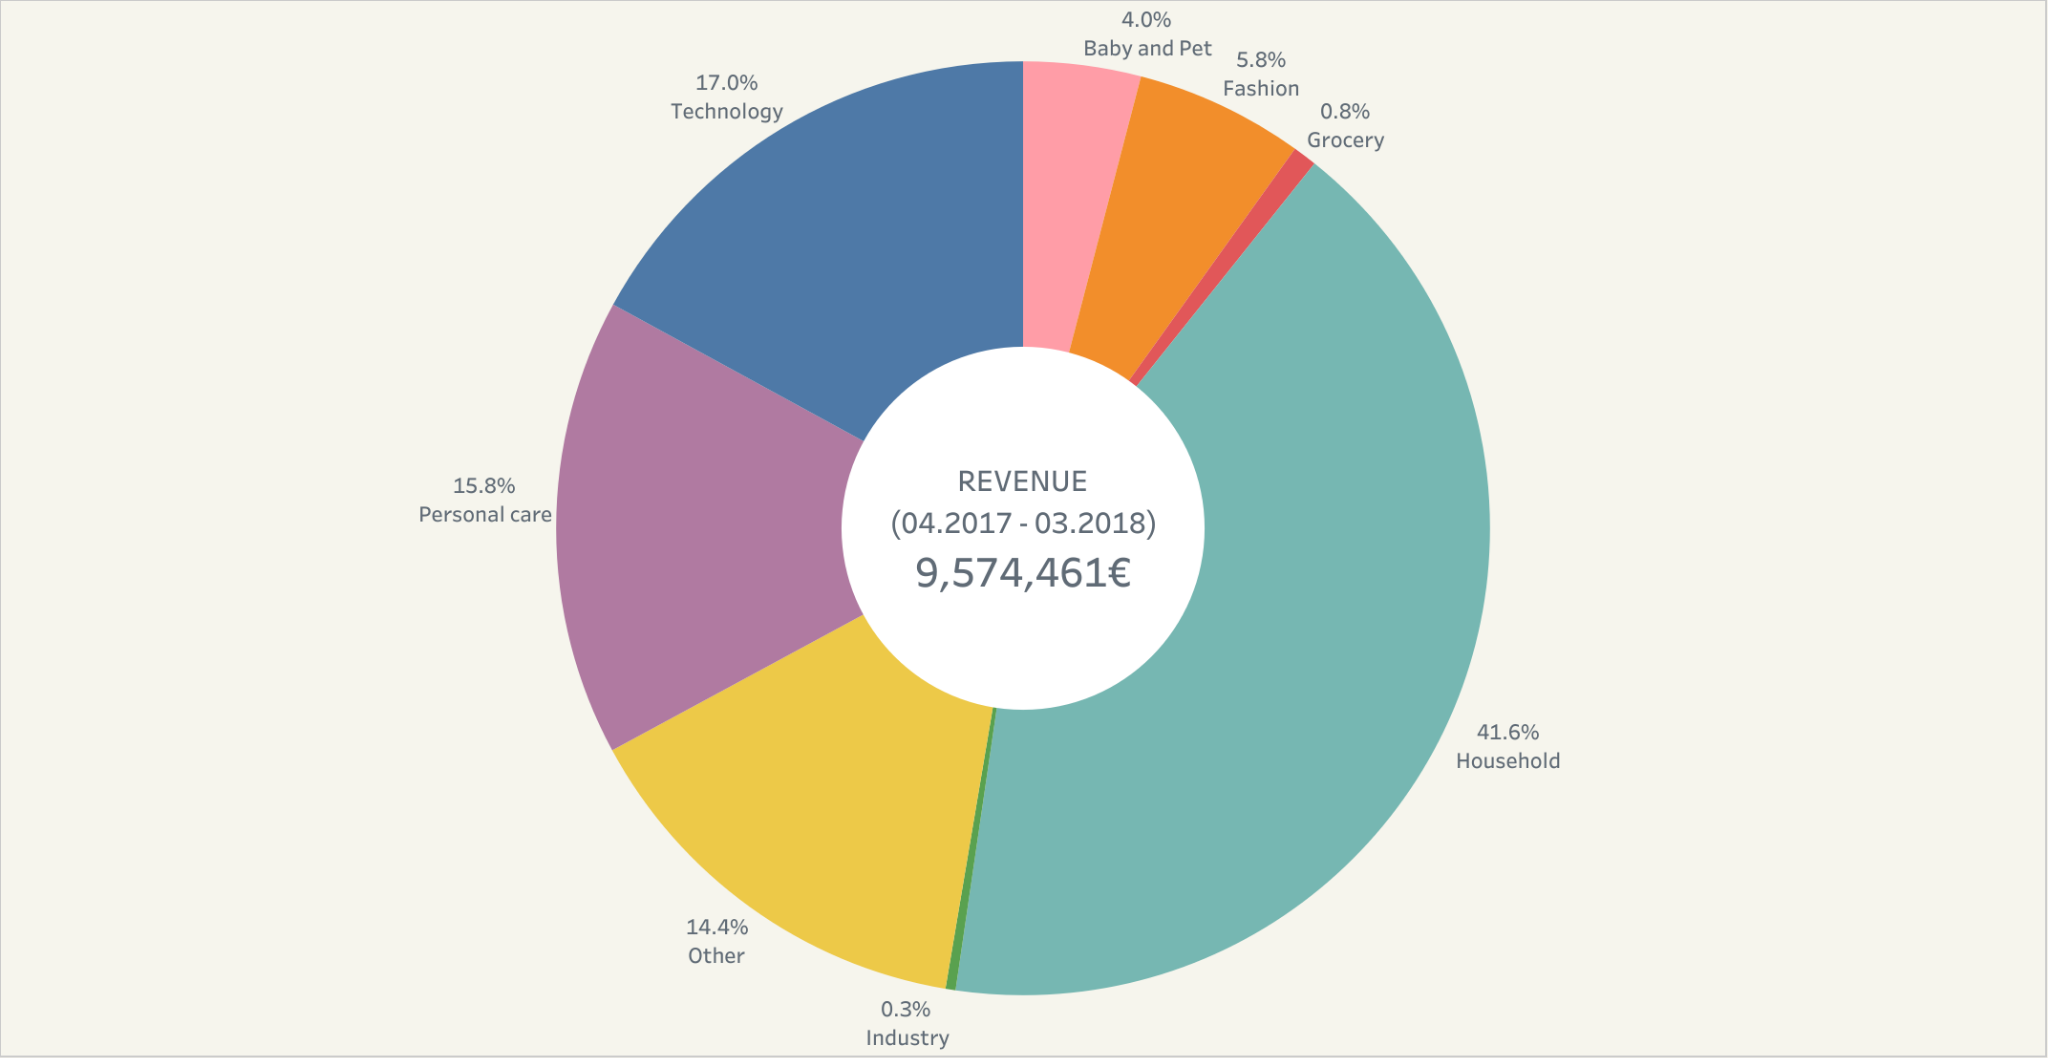 4.0%
Baby and Pet
5.8%
Fashion
17.0%
Technology
0.8%
Grocery
REVENUE
(04.2017 - 03.2018)
9,574,461€
15.8%
Personal care
41.6%
Household
14.4%
Other
0.3%
Industry